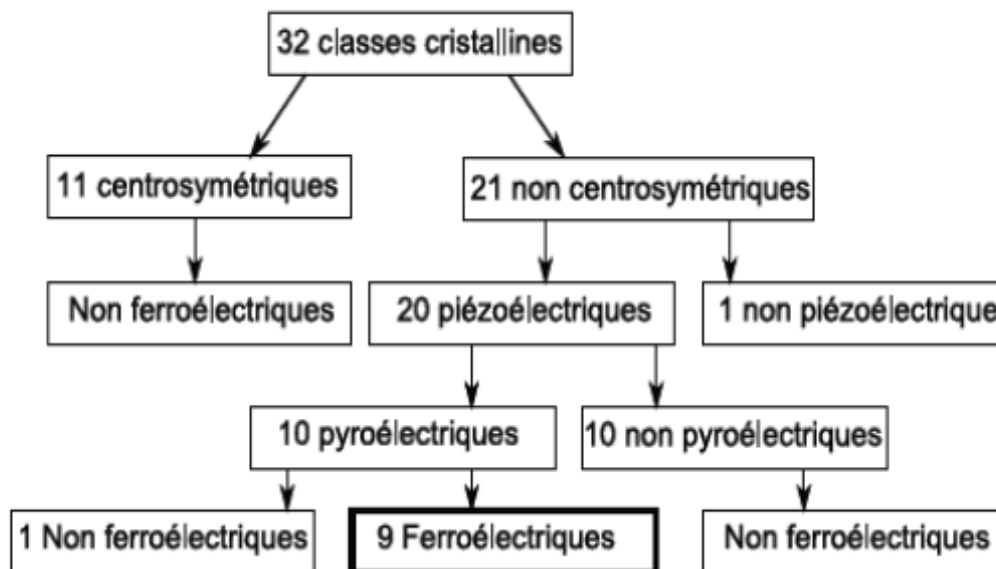 32 classes cristallines
11 centrosymétriques
21 non centrosymétriques
Non ferroélectriques
20 piézoélectriques
1 non piézoélectrique
10 pyroélectriques
10 non pyroélectriques
1 Non ferroélectriques
9 Ferroélectriques
Non ferroélectriques